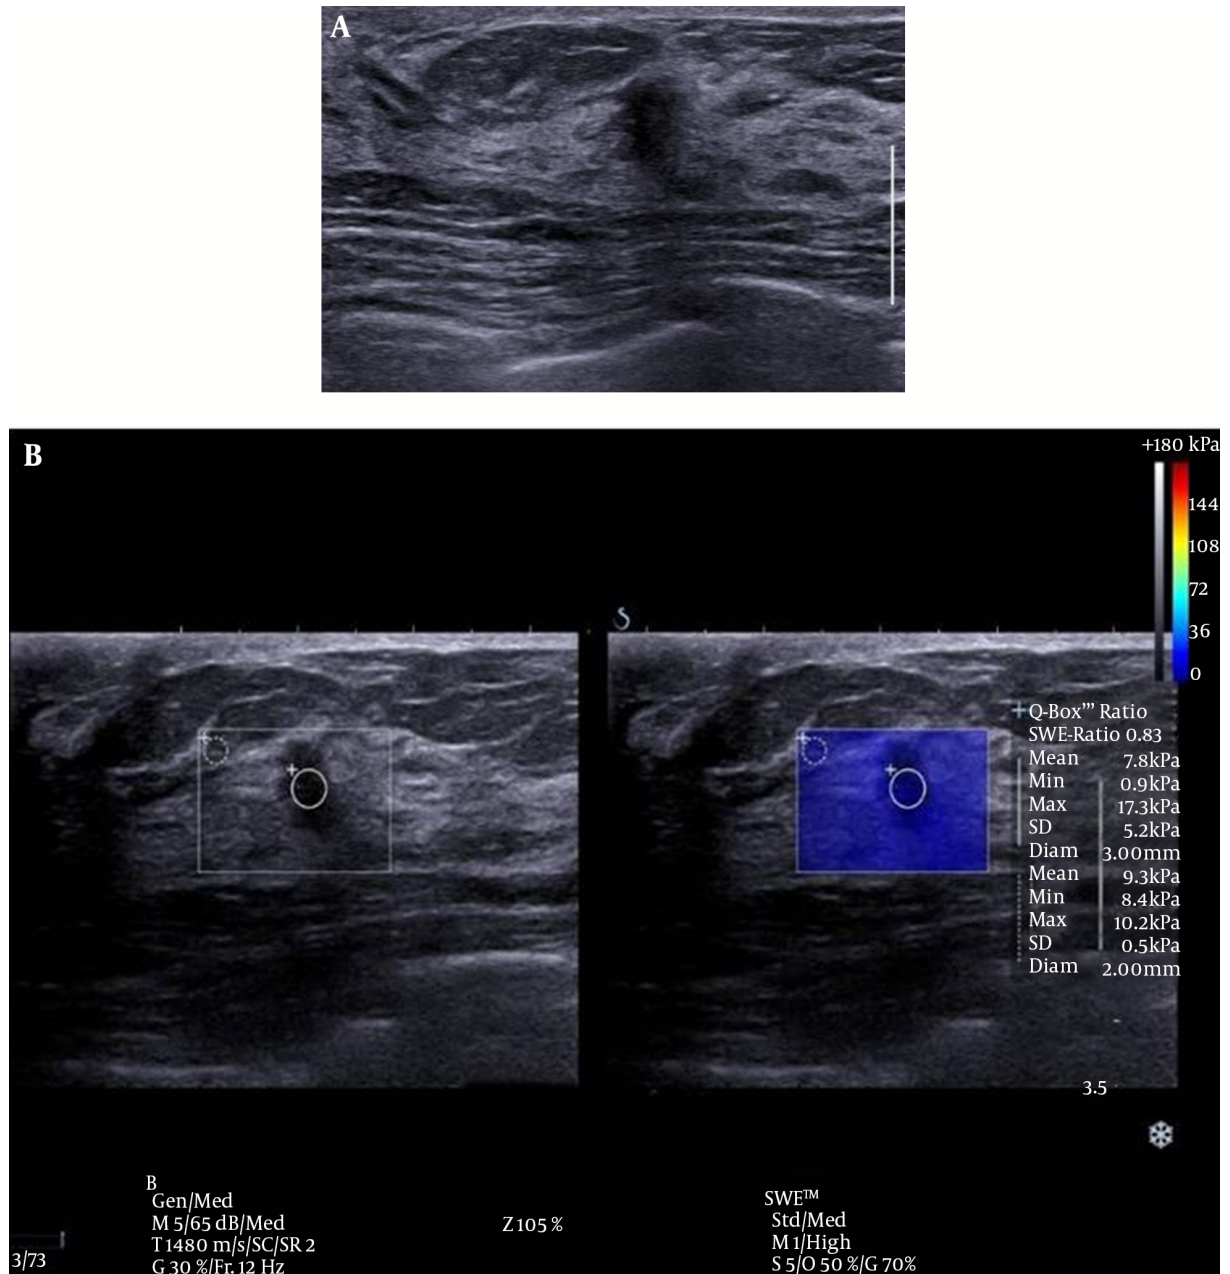 A
B
+180 kPa
144
108
72
36
0
+Q-Box''' Ratio
SWE-Ratio 0.83
Mean 7.8kPa
Min 0.9kPa
Max 17.3kPa
SD 5.2kPa
Diam 3.00mm
Mean 9.3kPa
Min 8.4kPa
Max 10.2kPa
SD 0.5kPa
Diam 2.00mm
3.5
B
Gen/Med
M 5/65 dB/Med
T 1480 m/s/SC/SR 2
G 30 %/Fr. 12 Hz
Z 105 %
SWE™
Std/Med
M 1/High
S 5/O 50 %/G 70%
3/73